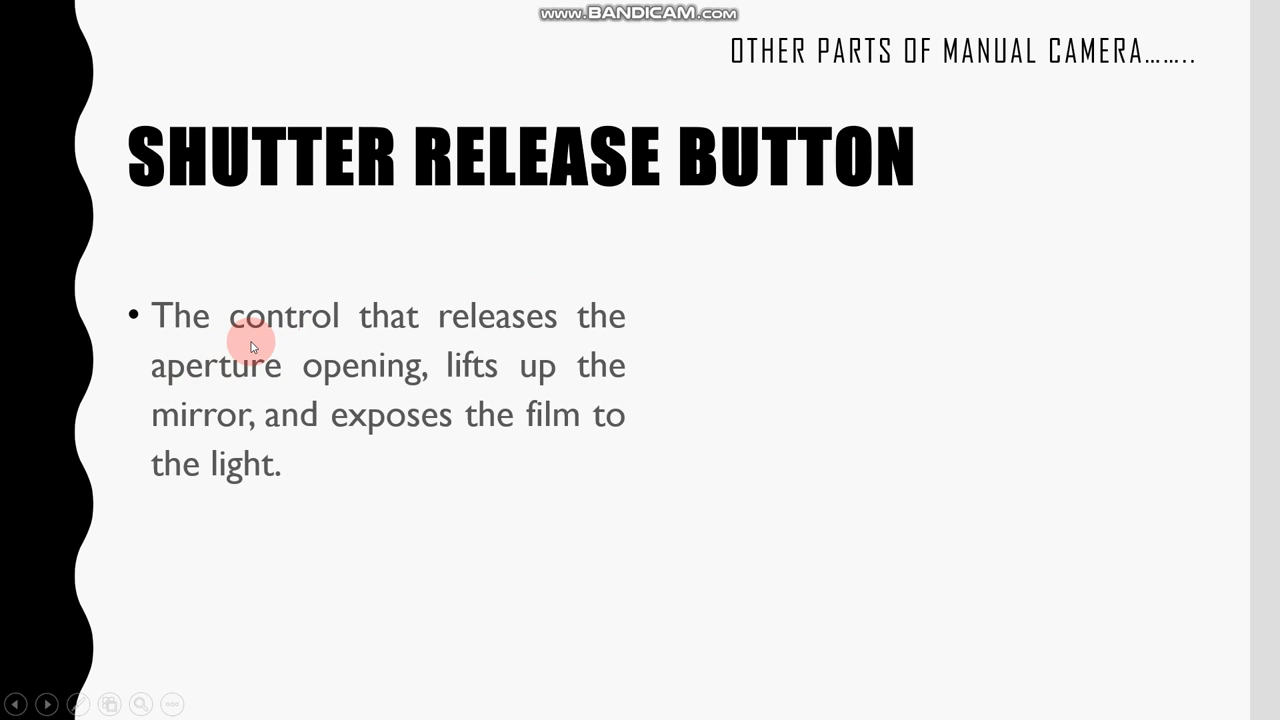 www.BANDICAM.com
OTHER PARTS OF MANUAL CAMERA........
SHUTTER RELEASE BUTTON
• The control that releases the
aperture opening, lifts up the
mirror, and exposes the film to
the light.